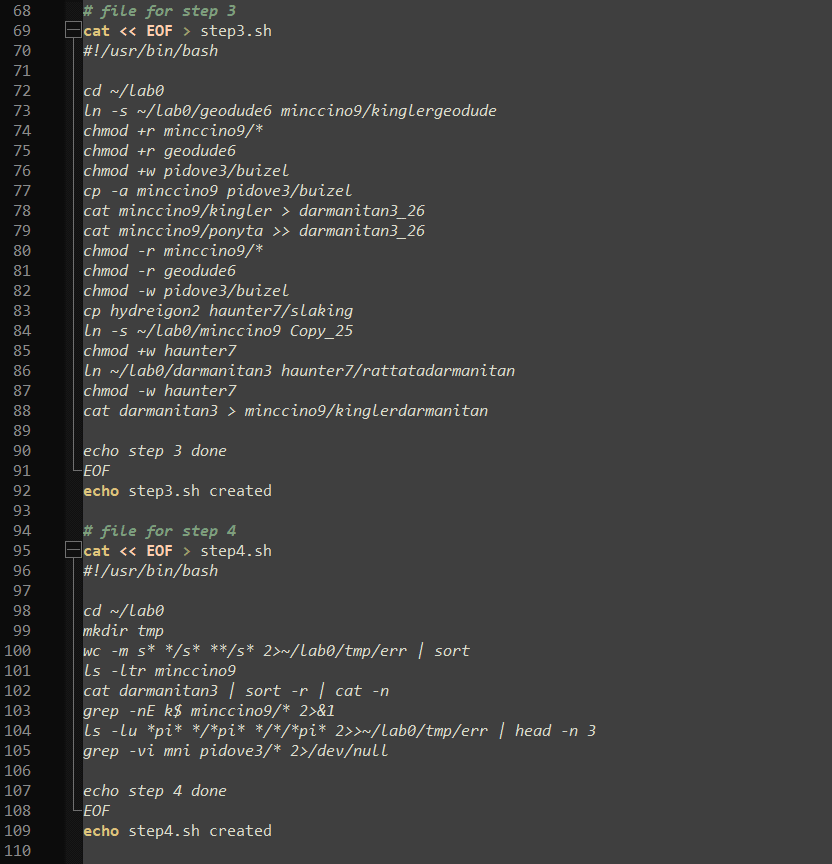 68 # file for step 3
69 cat << EOF > step3.sh
70 #!/usr/bin/bash
71
72 cd ~/lab0
73 ln -s ~/lab0/geodude6 minccino9/kinglergeodude
74 chmod +r minccino9/*
75 chmod +r geodude6
76 chmod +w pidove3/buizel
77 cp -a minccino9 pidove3/buizel
78 cat minccino9/kingler > darmanitan3_26
79 cat minccino9/ponyta >> darmanitan3_26
80 chmod -r minccino9/*
81 chmod -r geodude6
82 chmod -w pidove3/buizel
83 cp hydreigon2 haunter7/slaking
84 ln -s ~/lab0/minccino9 Copy_25
85 chmod +w haunter7
86 ln ~/lab0/darmanitan3 haunter7/rattatadarmanitan
87 chmod -w haunter7
88 cat darmanitan3 > minccino9/kinglerdarmanitan
89
90 echo step 3 done
91 EOF
92 echo step3.sh created
93
94 # file for step 4
95 cat << EOF > step4.sh
96 #!/usr/bin/bash
97
98 cd ~/lab0
99 mkdir tmp
100 wc -m s* */s* **/s* 2>~/lab0/tmp/err | sort
101 ls -ltr minccino9
102 cat darmanitan3 | sort -r | cat -n
103 grep -nE k$ minccino9/* 2>&1
104 ls -lu *pi* */*pi* */*/*pi* 2>>~/lab0/tmp/err | head -n 3
105 grep -vi mni pidove3/* 2>/dev/null
106
107 echo step 4 done
108 EOF
109 echo step4.sh created
110